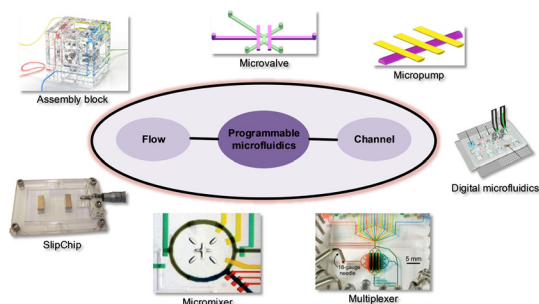 Microvalve
Micropump
Assembly block
Flow
Programmable
microfluidics
Channel
Digital microfluidics
SlipChip
Micromixer
16-gauge
needle
5 mm
Multiplexer